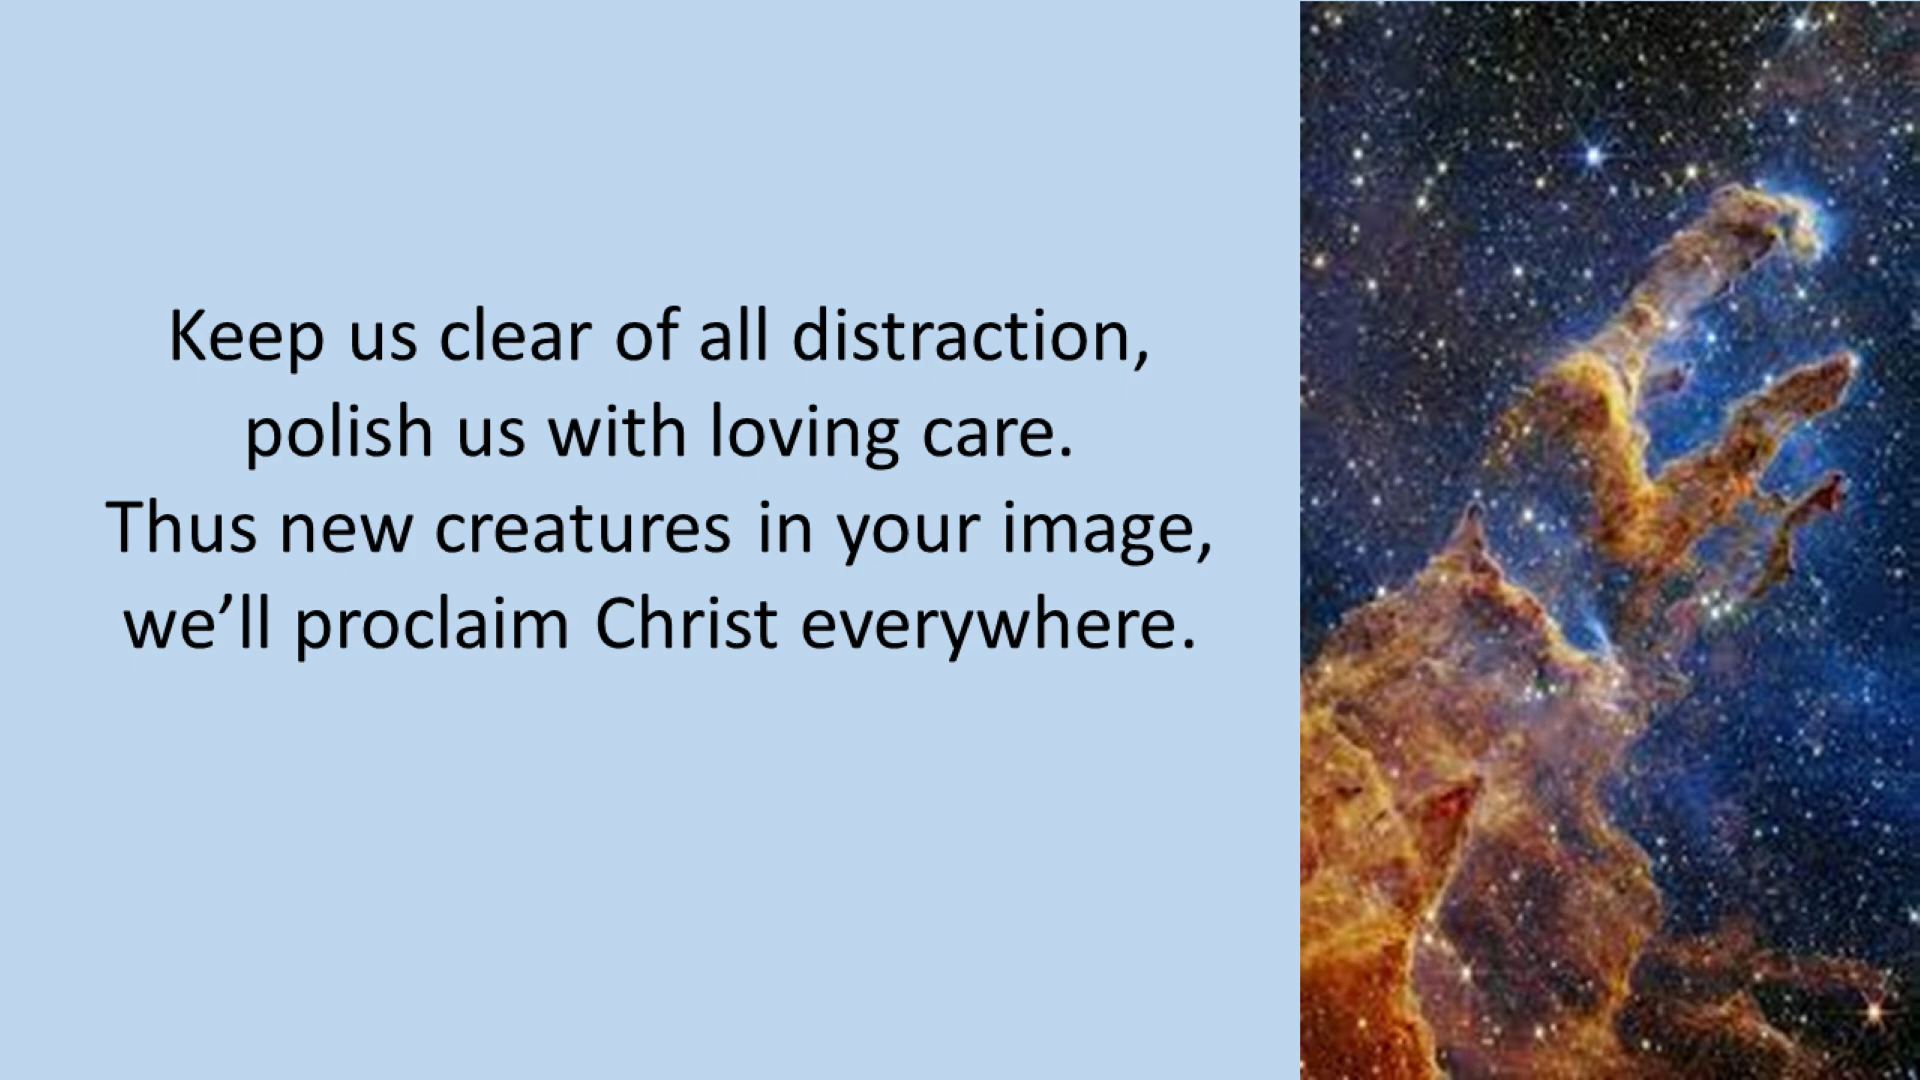 Keep us clear of all distraction,
polish us with loving care.
Thus new creatures in your image,
we’ll proclaim Christ everywhere.